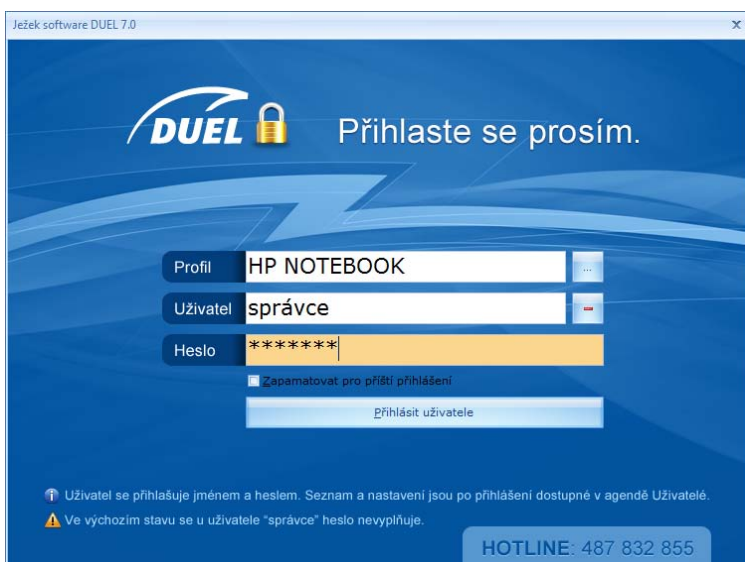 Ježek software DUEL 7.0
x
DUEL
Přihlaste se prosím.
Profil HP NOTEBOOK ...
Uživatel správce
Heslo *******
Zapamatovat pro příští přihlášení
Přihlásit uživatele
Uživatel se přihlašuje jménem a heslem. Seznam a nastavení jsou po přihlášení dostupné v agendě Uživatelé.
Ve výchozím stavu se u uživatele "správce" heslo nevyplňuje.
HOTLINE: 487 832 855